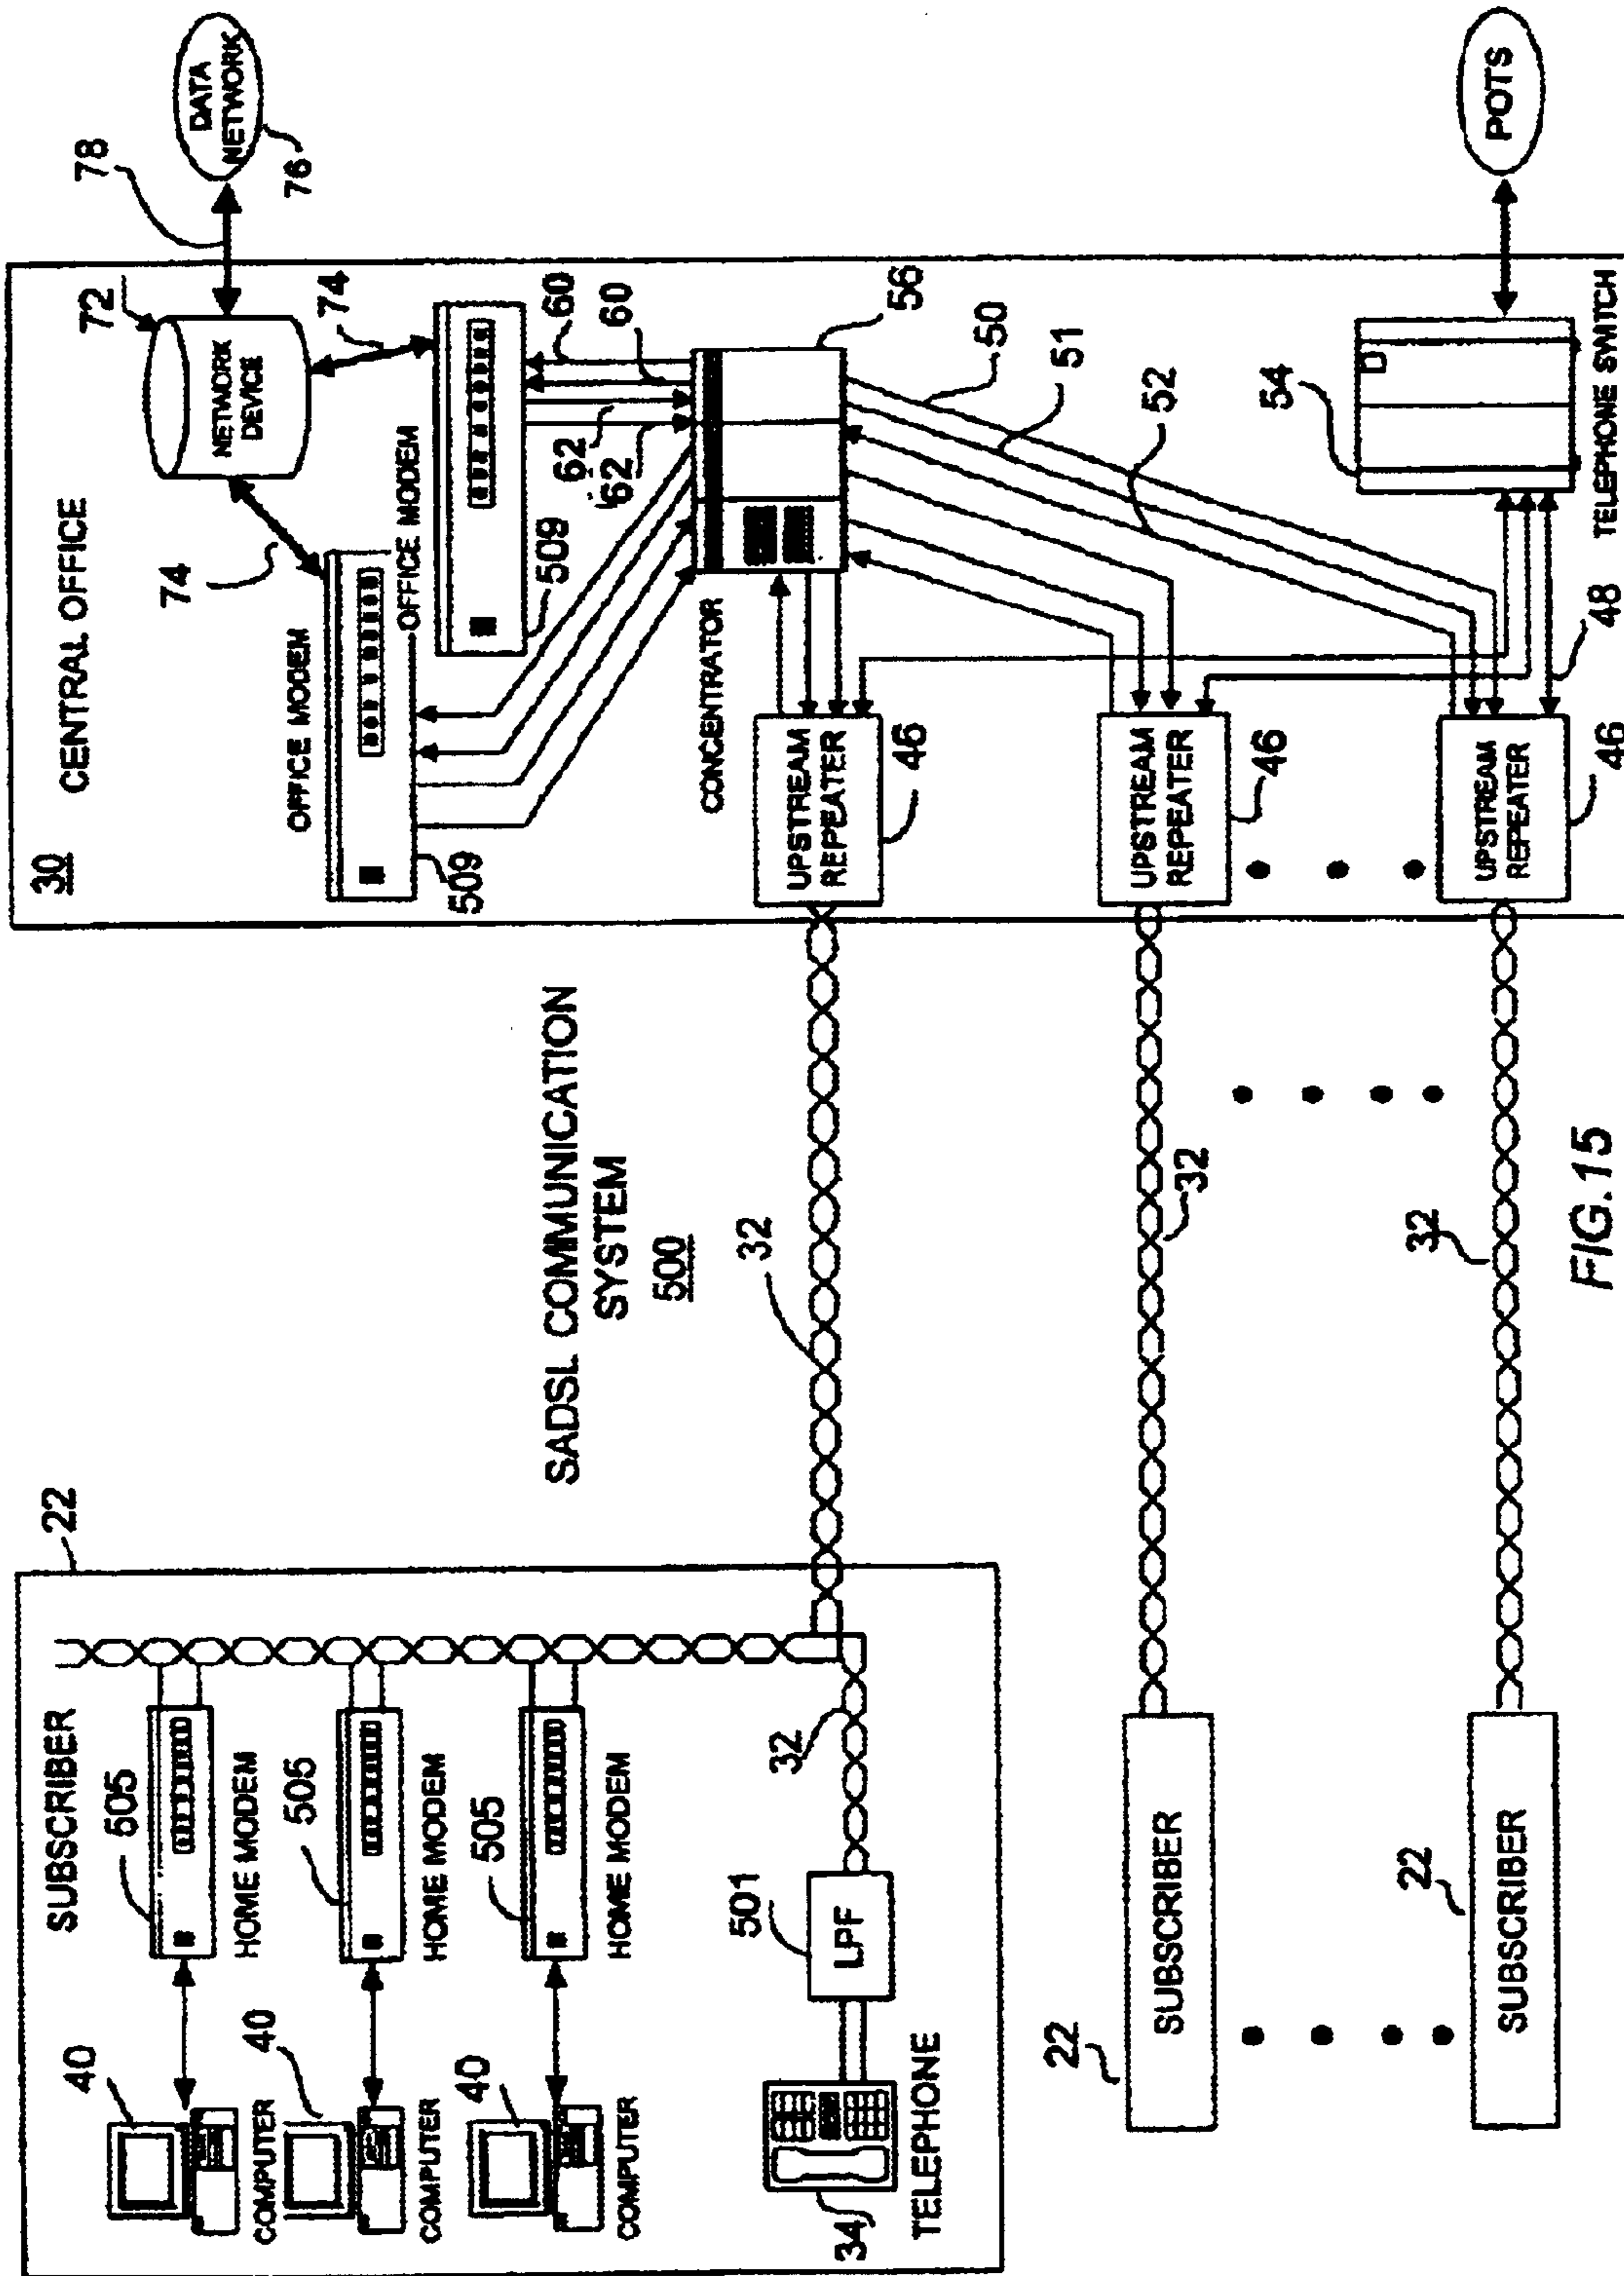 SADSL COMMUNICATION
SYSTEM
500
SUBSCRIBER
22
40
COMPUTER
505
HOME MODEM
40
COMPUTER
505
HOME MODEM
40
COMPUTER
505
HOME MODEM
34
TELEPHONE
501
LPF
32
32
22
SUBSCRIBER
32
22
SUBSCRIBER
32
30
CENTRAL OFFICE
509
OFFICE MODEM
74
72
NETWORK
DEVICE
74
78
DATA
NETWORK
76
OFFICE MODEM
509
60
60
62
62
CONCENTRATOR
56
50
51
52
UPSTREAM
REPEATER
46
UPSTREAM
REPEATER
46
UPSTREAM
REPEATER
46
48
54
TELEPHONE SWITCH
POTS
FIG.15